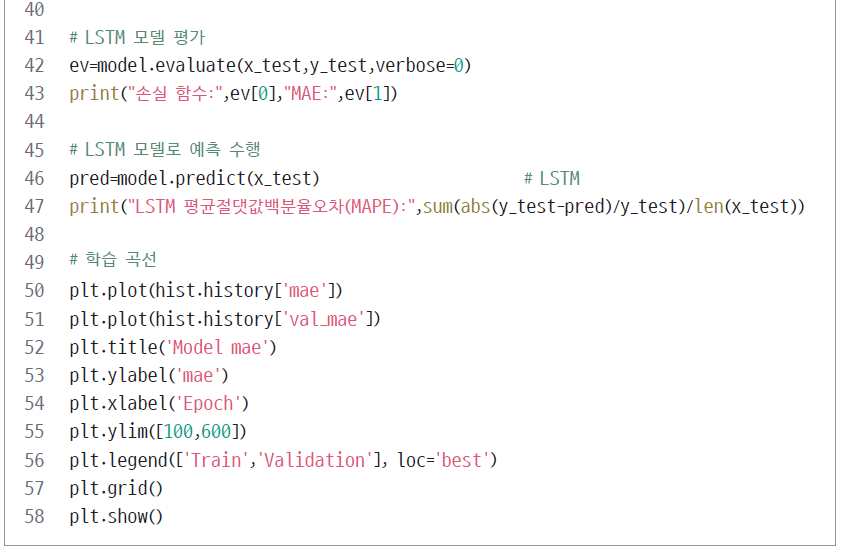 40
41 # LSTM 모델 평가
42 ev=model.evaluate(x_test,y_test,verbose=0)
43 print("손실 함수:",ev[0],"MAE:",ev[1])
44
45 # LSTM 모델로 예측 수행
46 pred=model.predict(x_test) # LSTM
47 print("LSTM 평균절댓값백분율오차(MAPE):",sum(abs(y_test-pred)/y_test)/len(x_test))
48
49 # 학습 곡선
50 plt.plot(hist.history['mae'])
51 plt.plot(hist.history['val_mae'])
52 plt.title('Model mae')
53 plt.ylabel('mae')
54 plt.xlabel('Epoch')
55 plt.ylim([100,600])
56 plt.legend(['Train','Validation'], loc='best')
57 plt.grid()
58 plt.show()